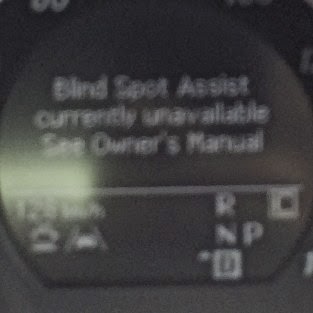 Blind Spot Assist
currently unavailable
See Owner's Manual
R
N P
D